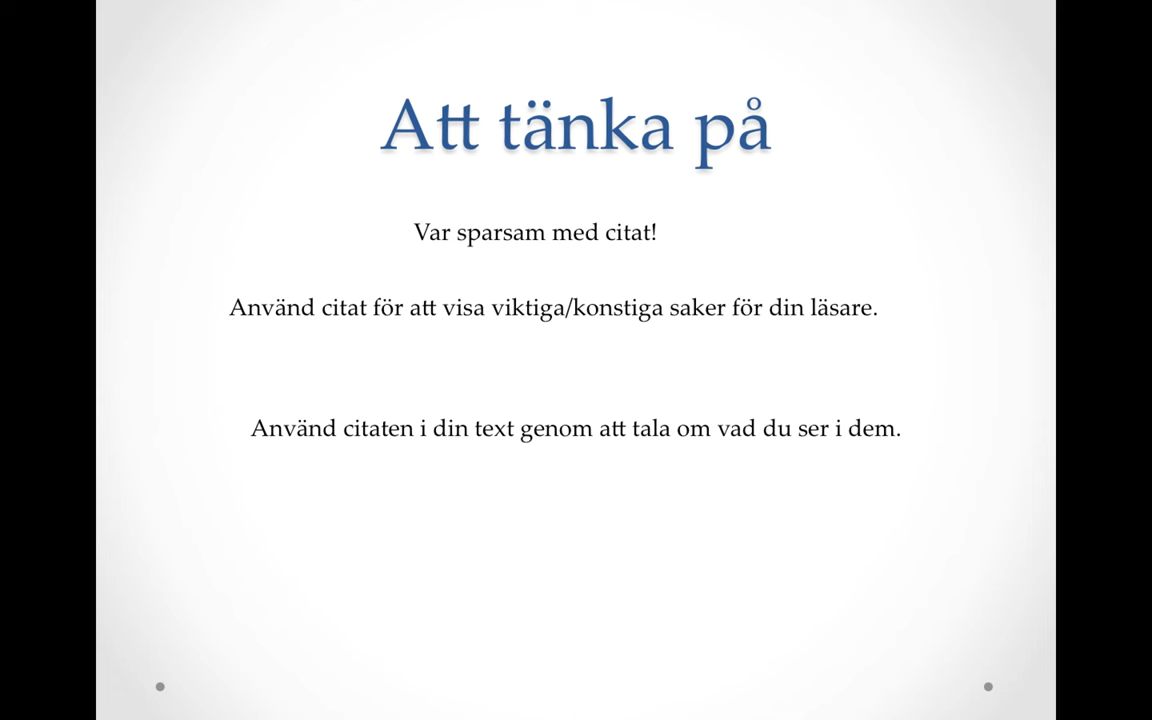 Att tänka på
Var sparsam med citat!
Använd citat för att visa viktiga/konstiga saker för din läsare.
Använd citaten i din text genom att tala om vad du ser i dem.